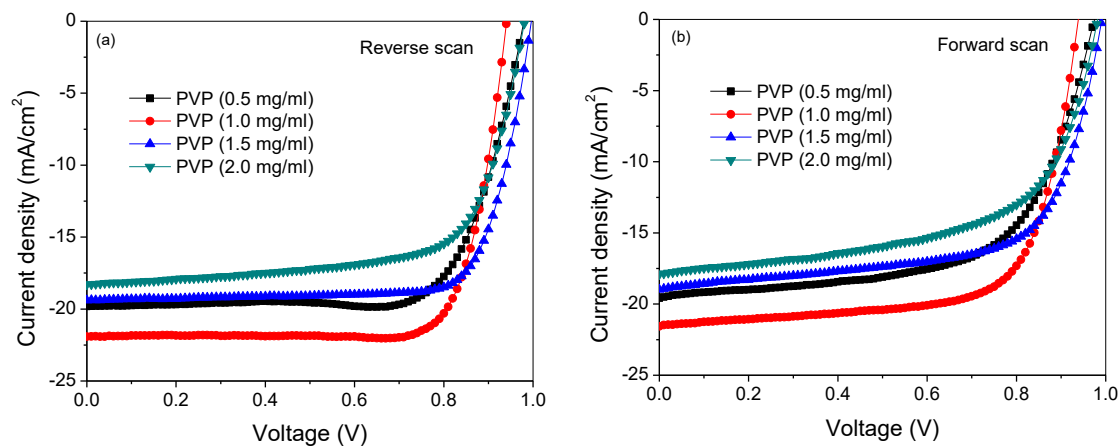 (a)
Reverse scan
PVP (0.5 mg/ml)
PVP (1.0 mg/ml)
PVP (1.5 mg/ml)
PVP (2.0 mg/ml)
0
-5
-10
-15
-20
-25
Current density (mA/cm²)
0.0 0.2 0.4 0.6 0.8 1.0
Voltage (V)
(b)
Forward scan
PVP (0.5 mg/ml)
PVP (1.0 mg/ml)
PVP (1.5 mg/ml)
PVP (2.0 mg/ml)
0
-5
-10
-15
-20
-25
Current density (mA/cm²)
0.0 0.2 0.4 0.6 0.8 1.0
Voltage (V)